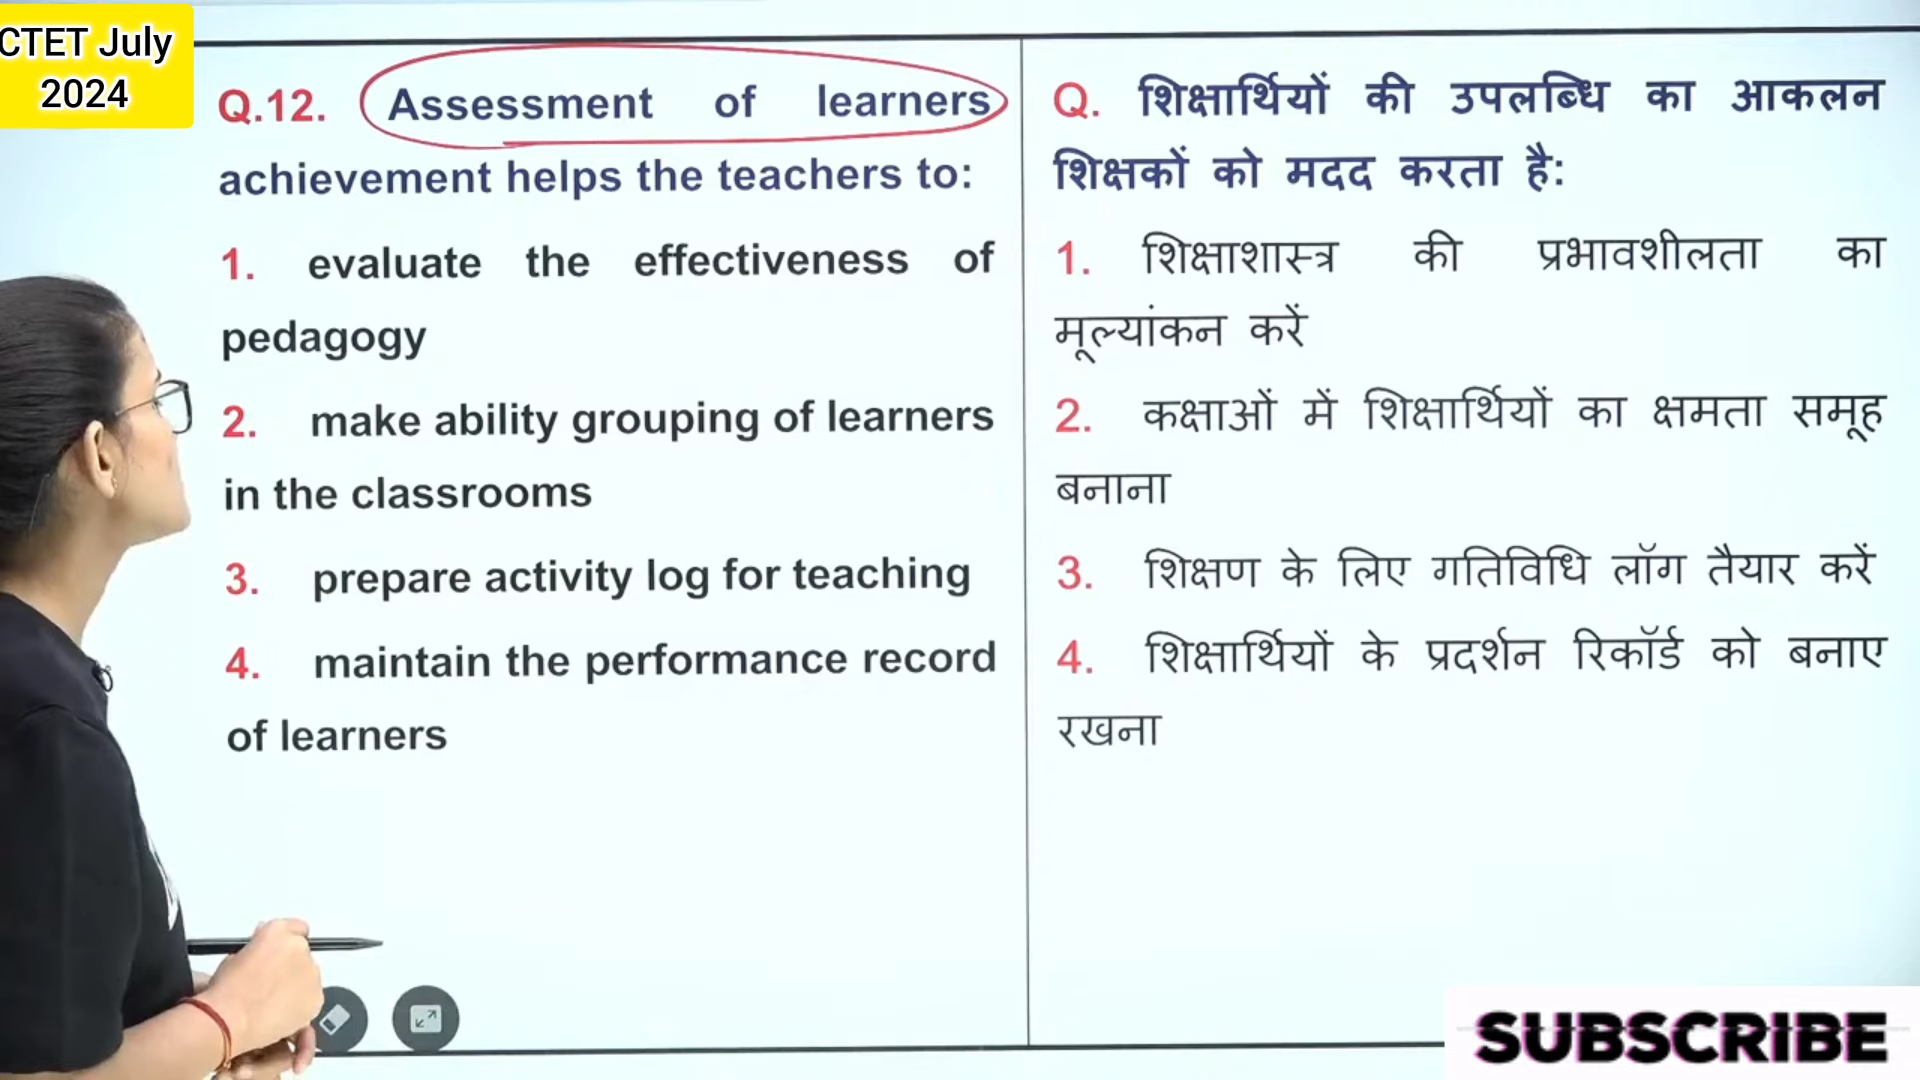 CTET July
2024
Q.12. Assessment of learners
achievement helps the teachers to:
1. evaluate the effectiveness of
pedagogy
2. make ability grouping of learners
in the classrooms
3. prepare activity log for teaching
4. maintain the performance record
of learners
Q. शिक्षार्थियों की उपलब्धि का आकलन
शिक्षकों को मदद करता है:
1. शिक्षाशास्त्र की प्रभावशीलता का
मूल्यांकन करें
2. कक्षाओं में शिक्षार्थियों का क्षमता समूह
बनाना
3. शिक्षण के लिए गतिविधि लॉग तैयार करें
4. शिक्षार्थियों के प्रदर्शन रिकॉर्ड को बनाए
रखना
SUBSCRIBE